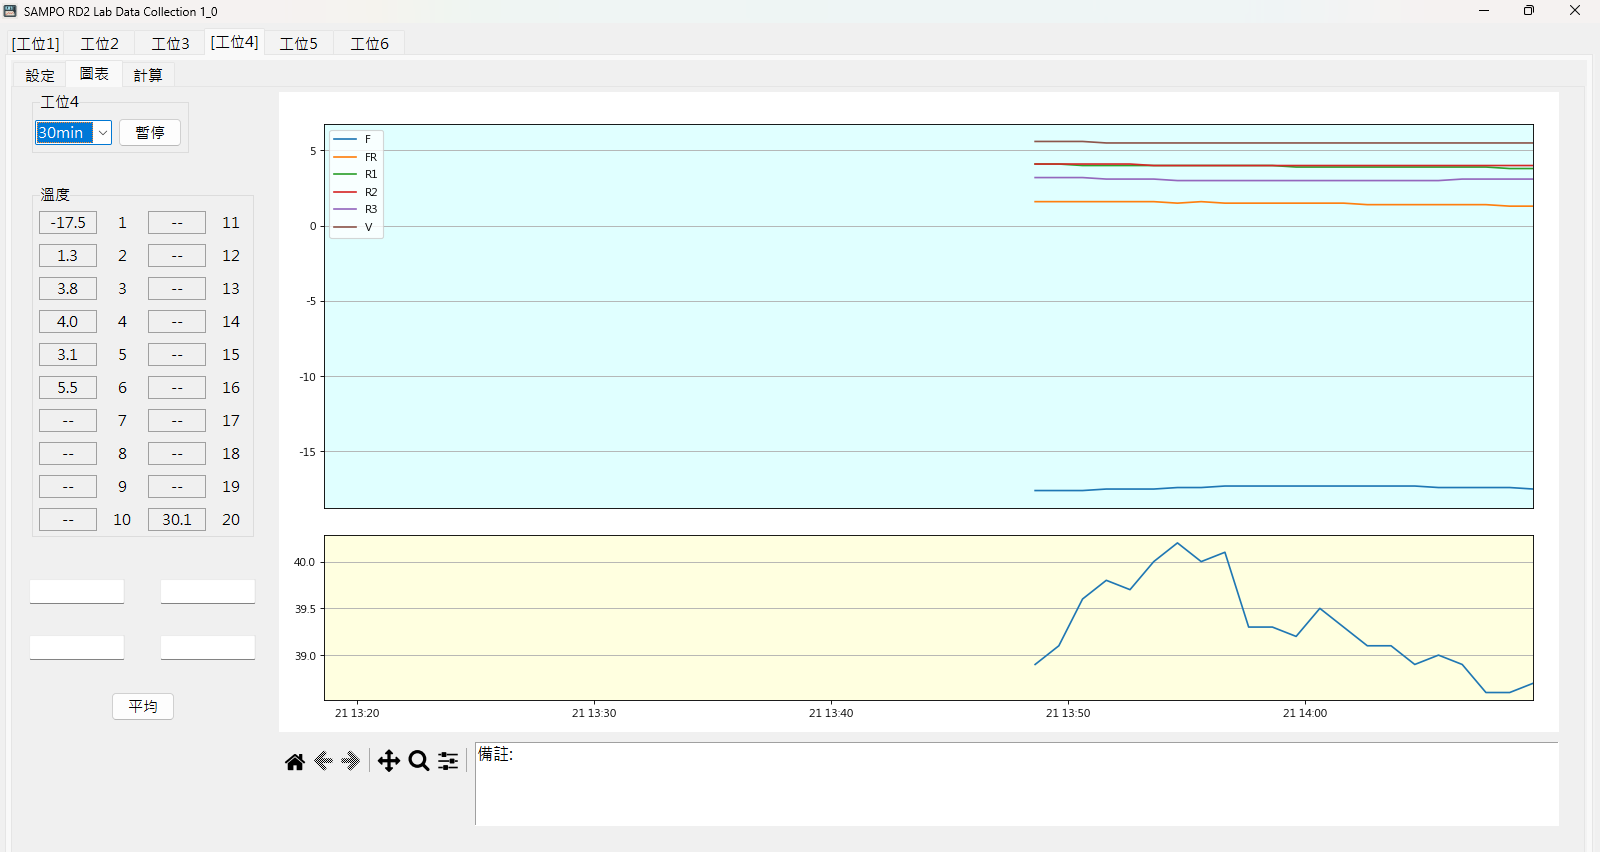 SAMPO RD2 Lab Data Collection 1_0
[工位1] 工位2 工位3 [工位4] 工位5 工位6
設定 圖表 計算
工位4
30min 暫停
溫度
-17.5 1 -- 11
1.3 2 -- 12
3.8 3 -- 13
4.0 4 -- 14
3.1 5 -- 15
5.5 6 -- 16
-- 7 -- 17
-- 8 -- 18
-- 9 -- 19
-- 10 30.1 20
平均
F
FR
R1
R2
R3
V
5
0
-5
-10
-15
40.0
39.5
39.0
21 13:20 21 13:30 21 13:40 21 13:50 21 14:00
備註: